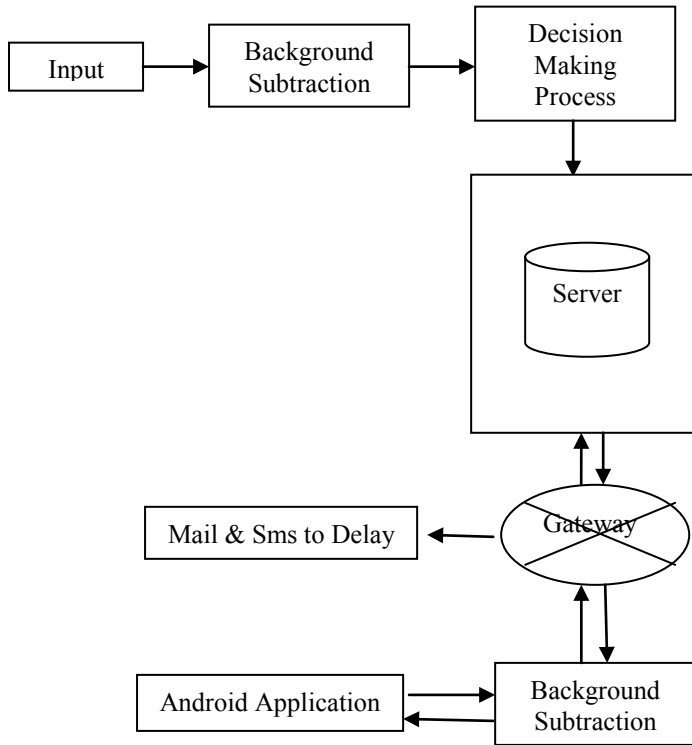 Input
Background
Subtraction
Decision
Making
Process
Server
Gateway
Mail & Sms to Delay
Android Application
Background
Subtraction